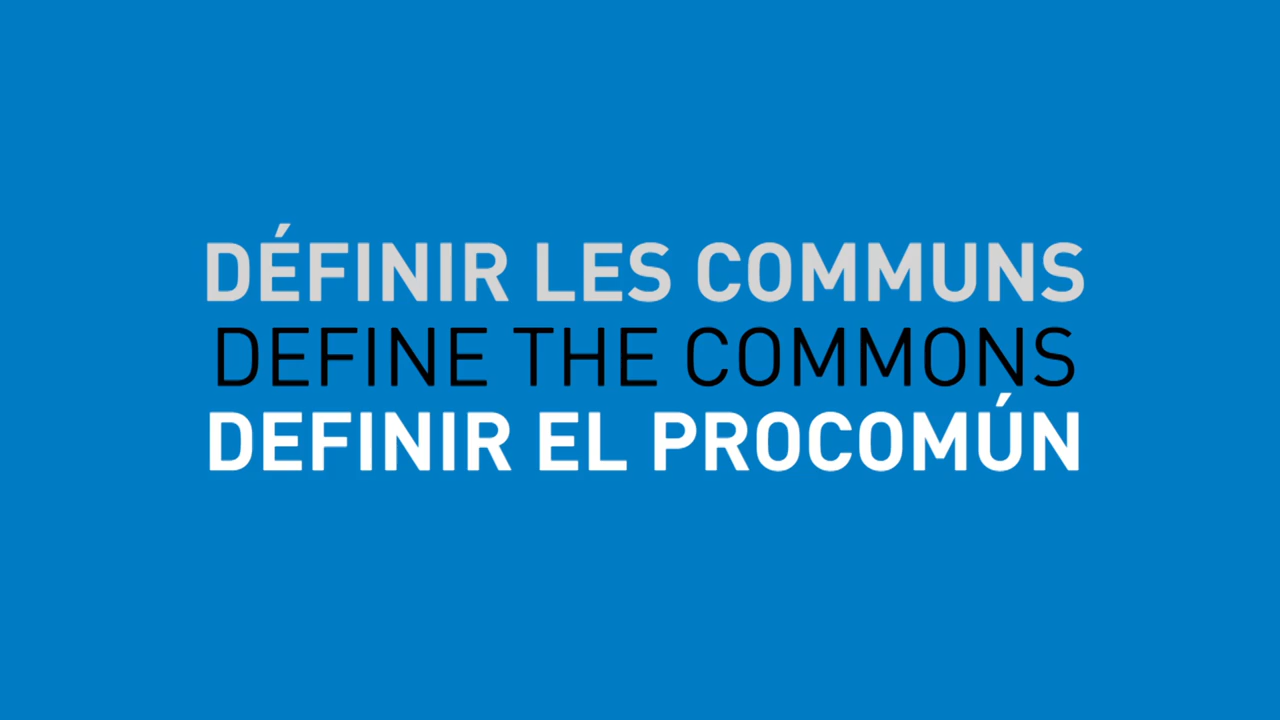 DÉFINIR LES COMMUNS
DEFINE THE COMMONS
DEFINIR EL PROCOMÚN